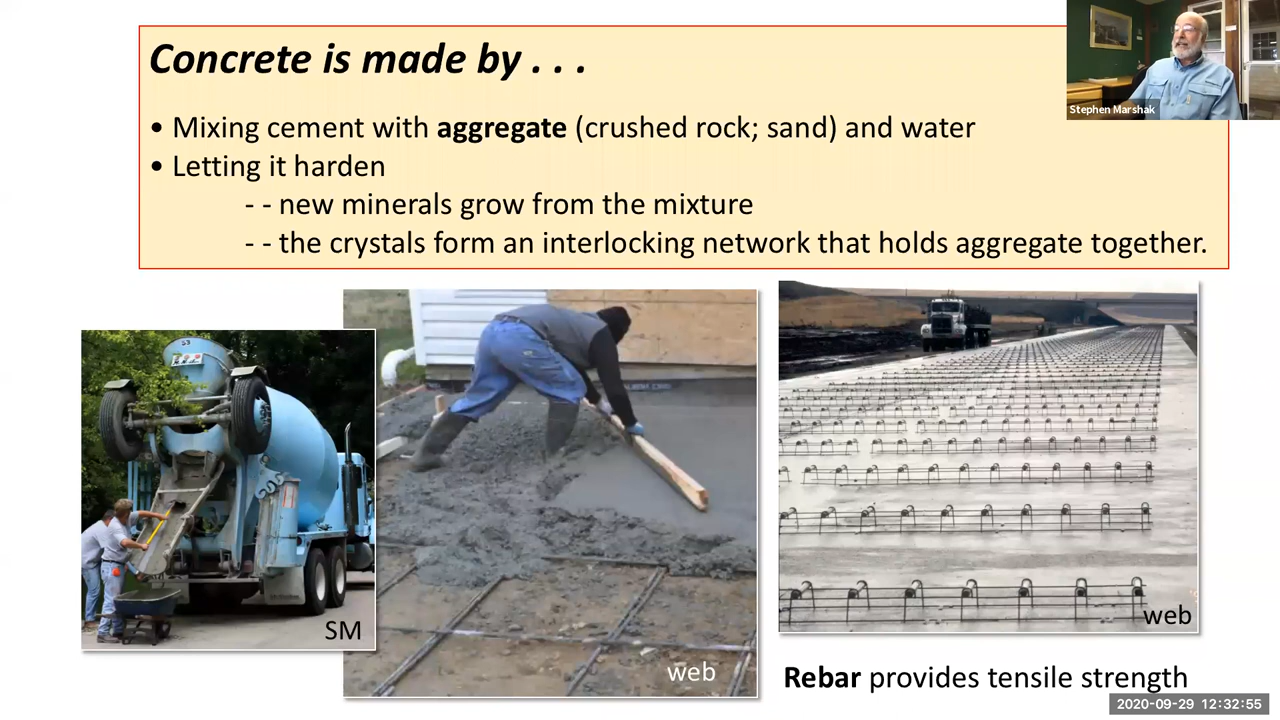 Concrete is made by . . .
Stephen Marshak
• Mixing cement with aggregate (crushed rock; sand) and water
• Letting it harden
- - new minerals grow from the mixture
- - the crystals form an interlocking network that holds aggregate together.
53
SM
web
web
Rebar provides tensile strength
2020-09-29 12:32:55